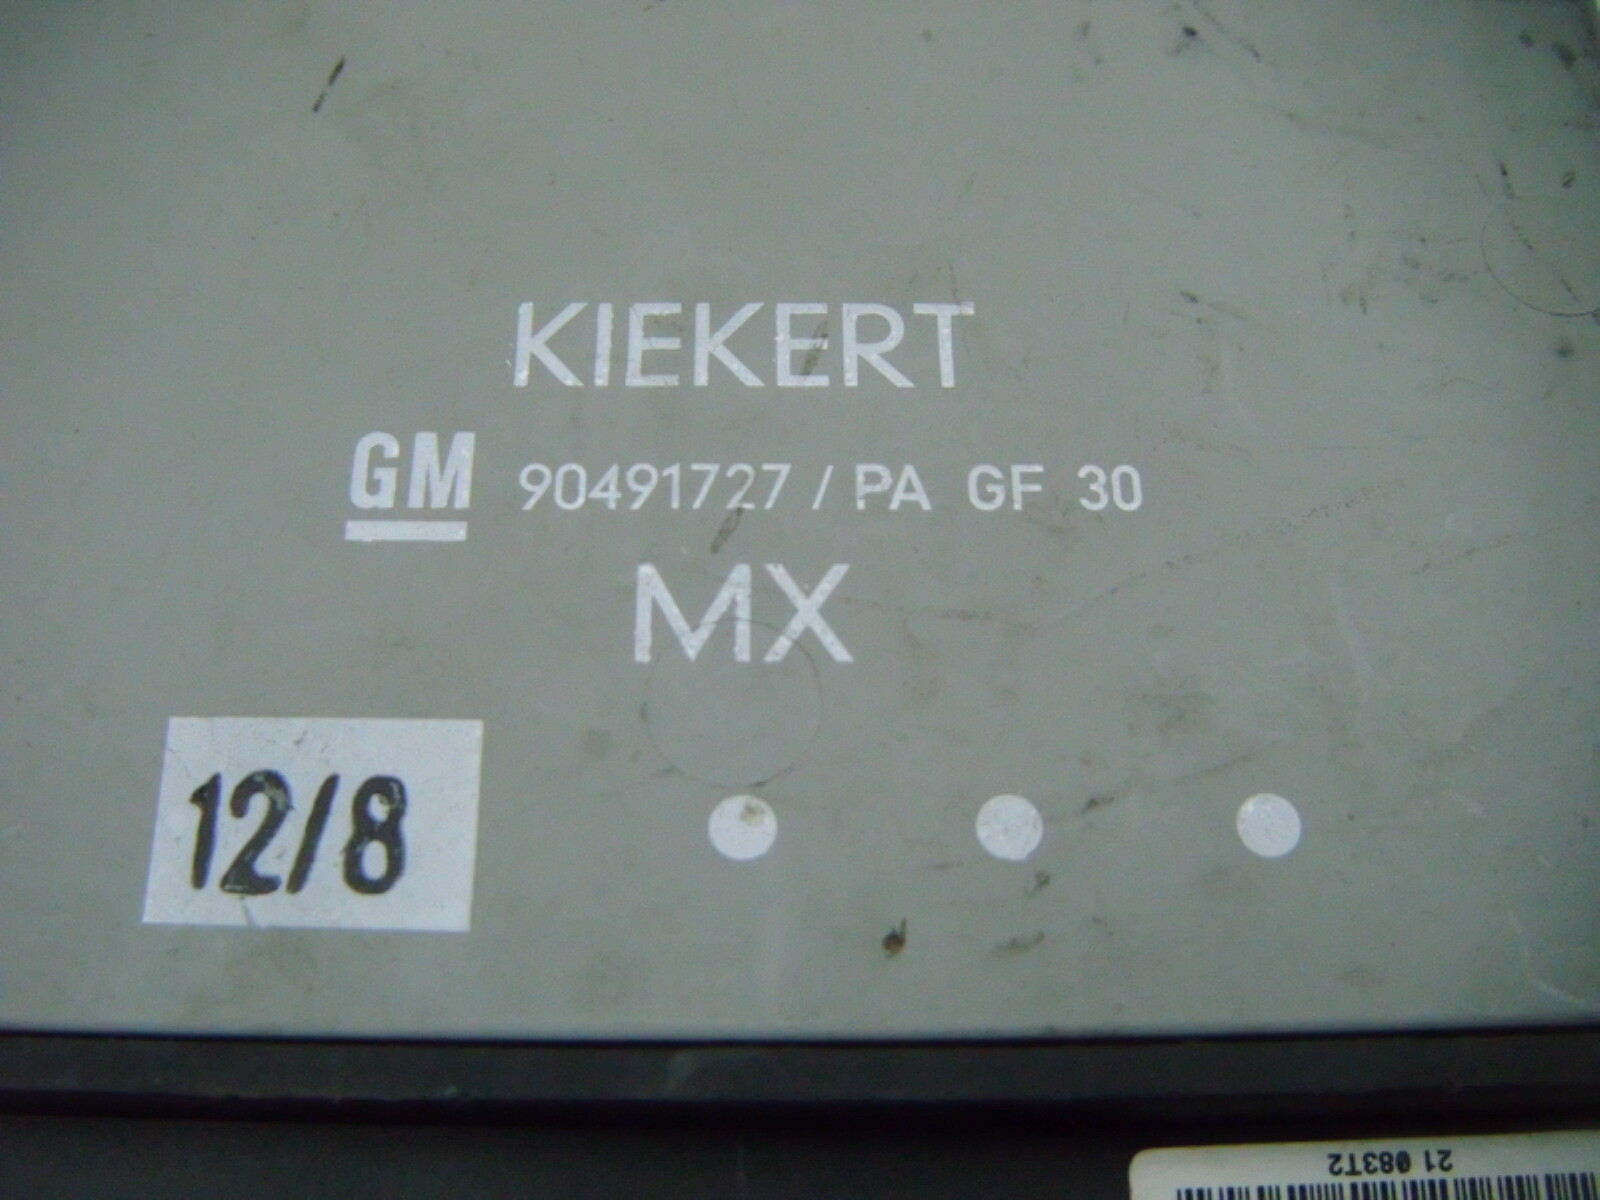 KIEKERT
GM 90491727 / PA GF 30
MX
12/8
21 083T2